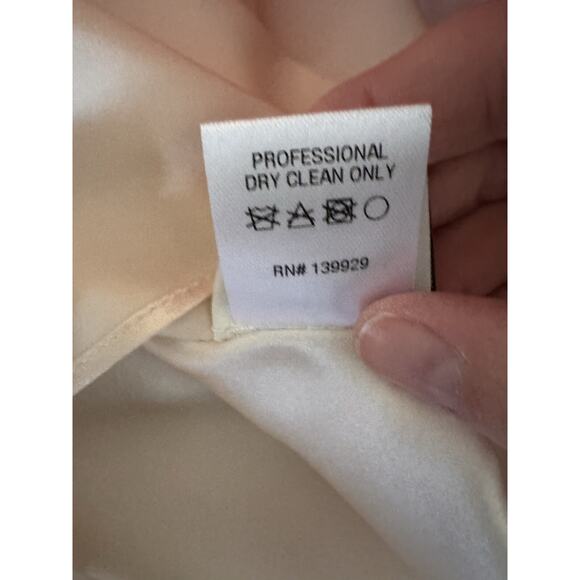 PROFESSIONAL
DRY CLEAN ONLY
RN# 139929